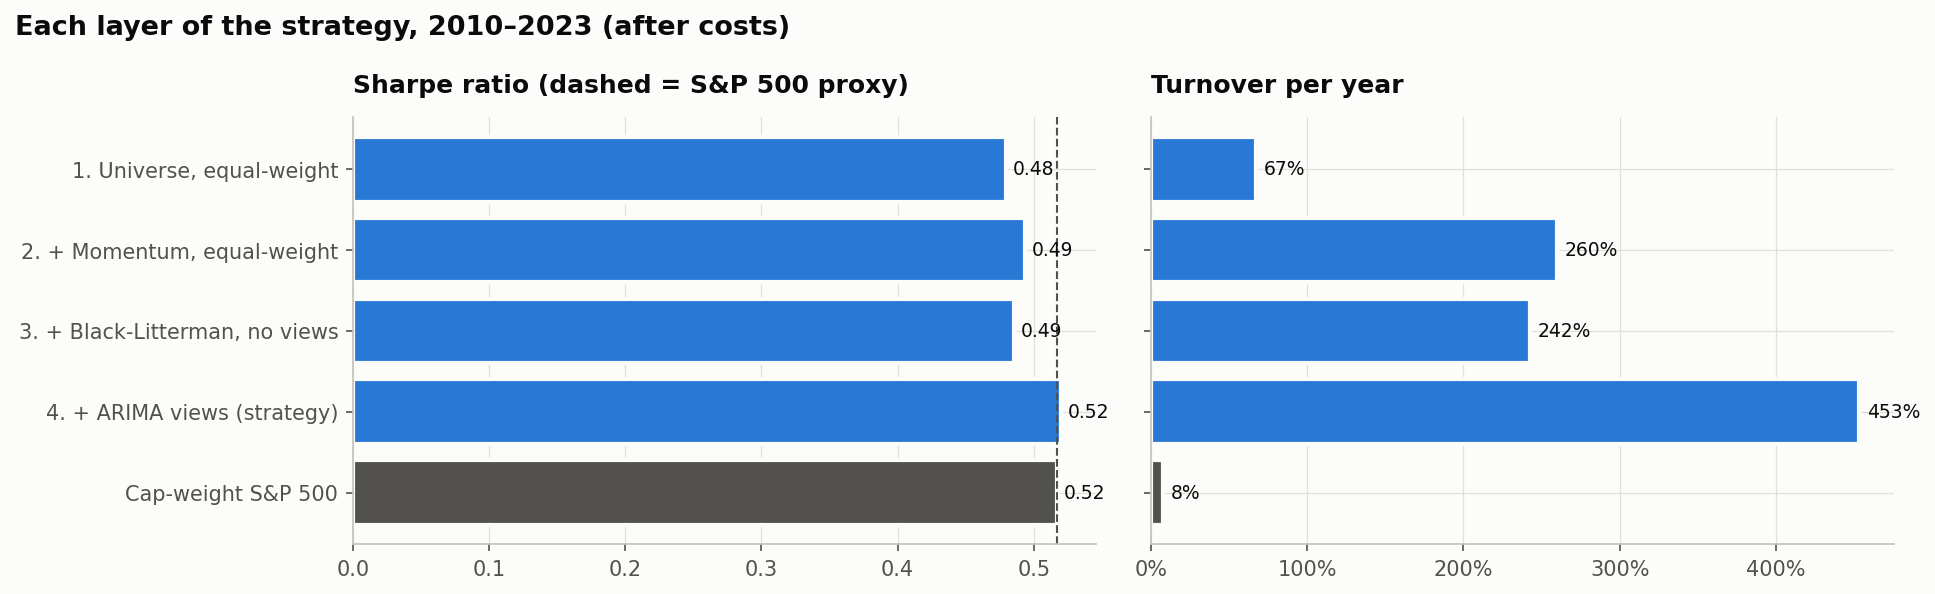 Each layer of the strategy, 2010–2023 (after costs)
Sharpe ratio (dashed = S&P 500 proxy)
1. Universe, equal-weight
2. + Momentum, equal-weight
3. + Black-Litterman, no views
4. + ARIMA views (strategy)
Cap-weight S&P 500
0.48
0.49
0.49
0.52
0.52
0.0 0.1 0.2 0.3 0.4 0.5
Turnover per year
67%
260%
242%
453%
8%
0% 100% 200% 300% 400%